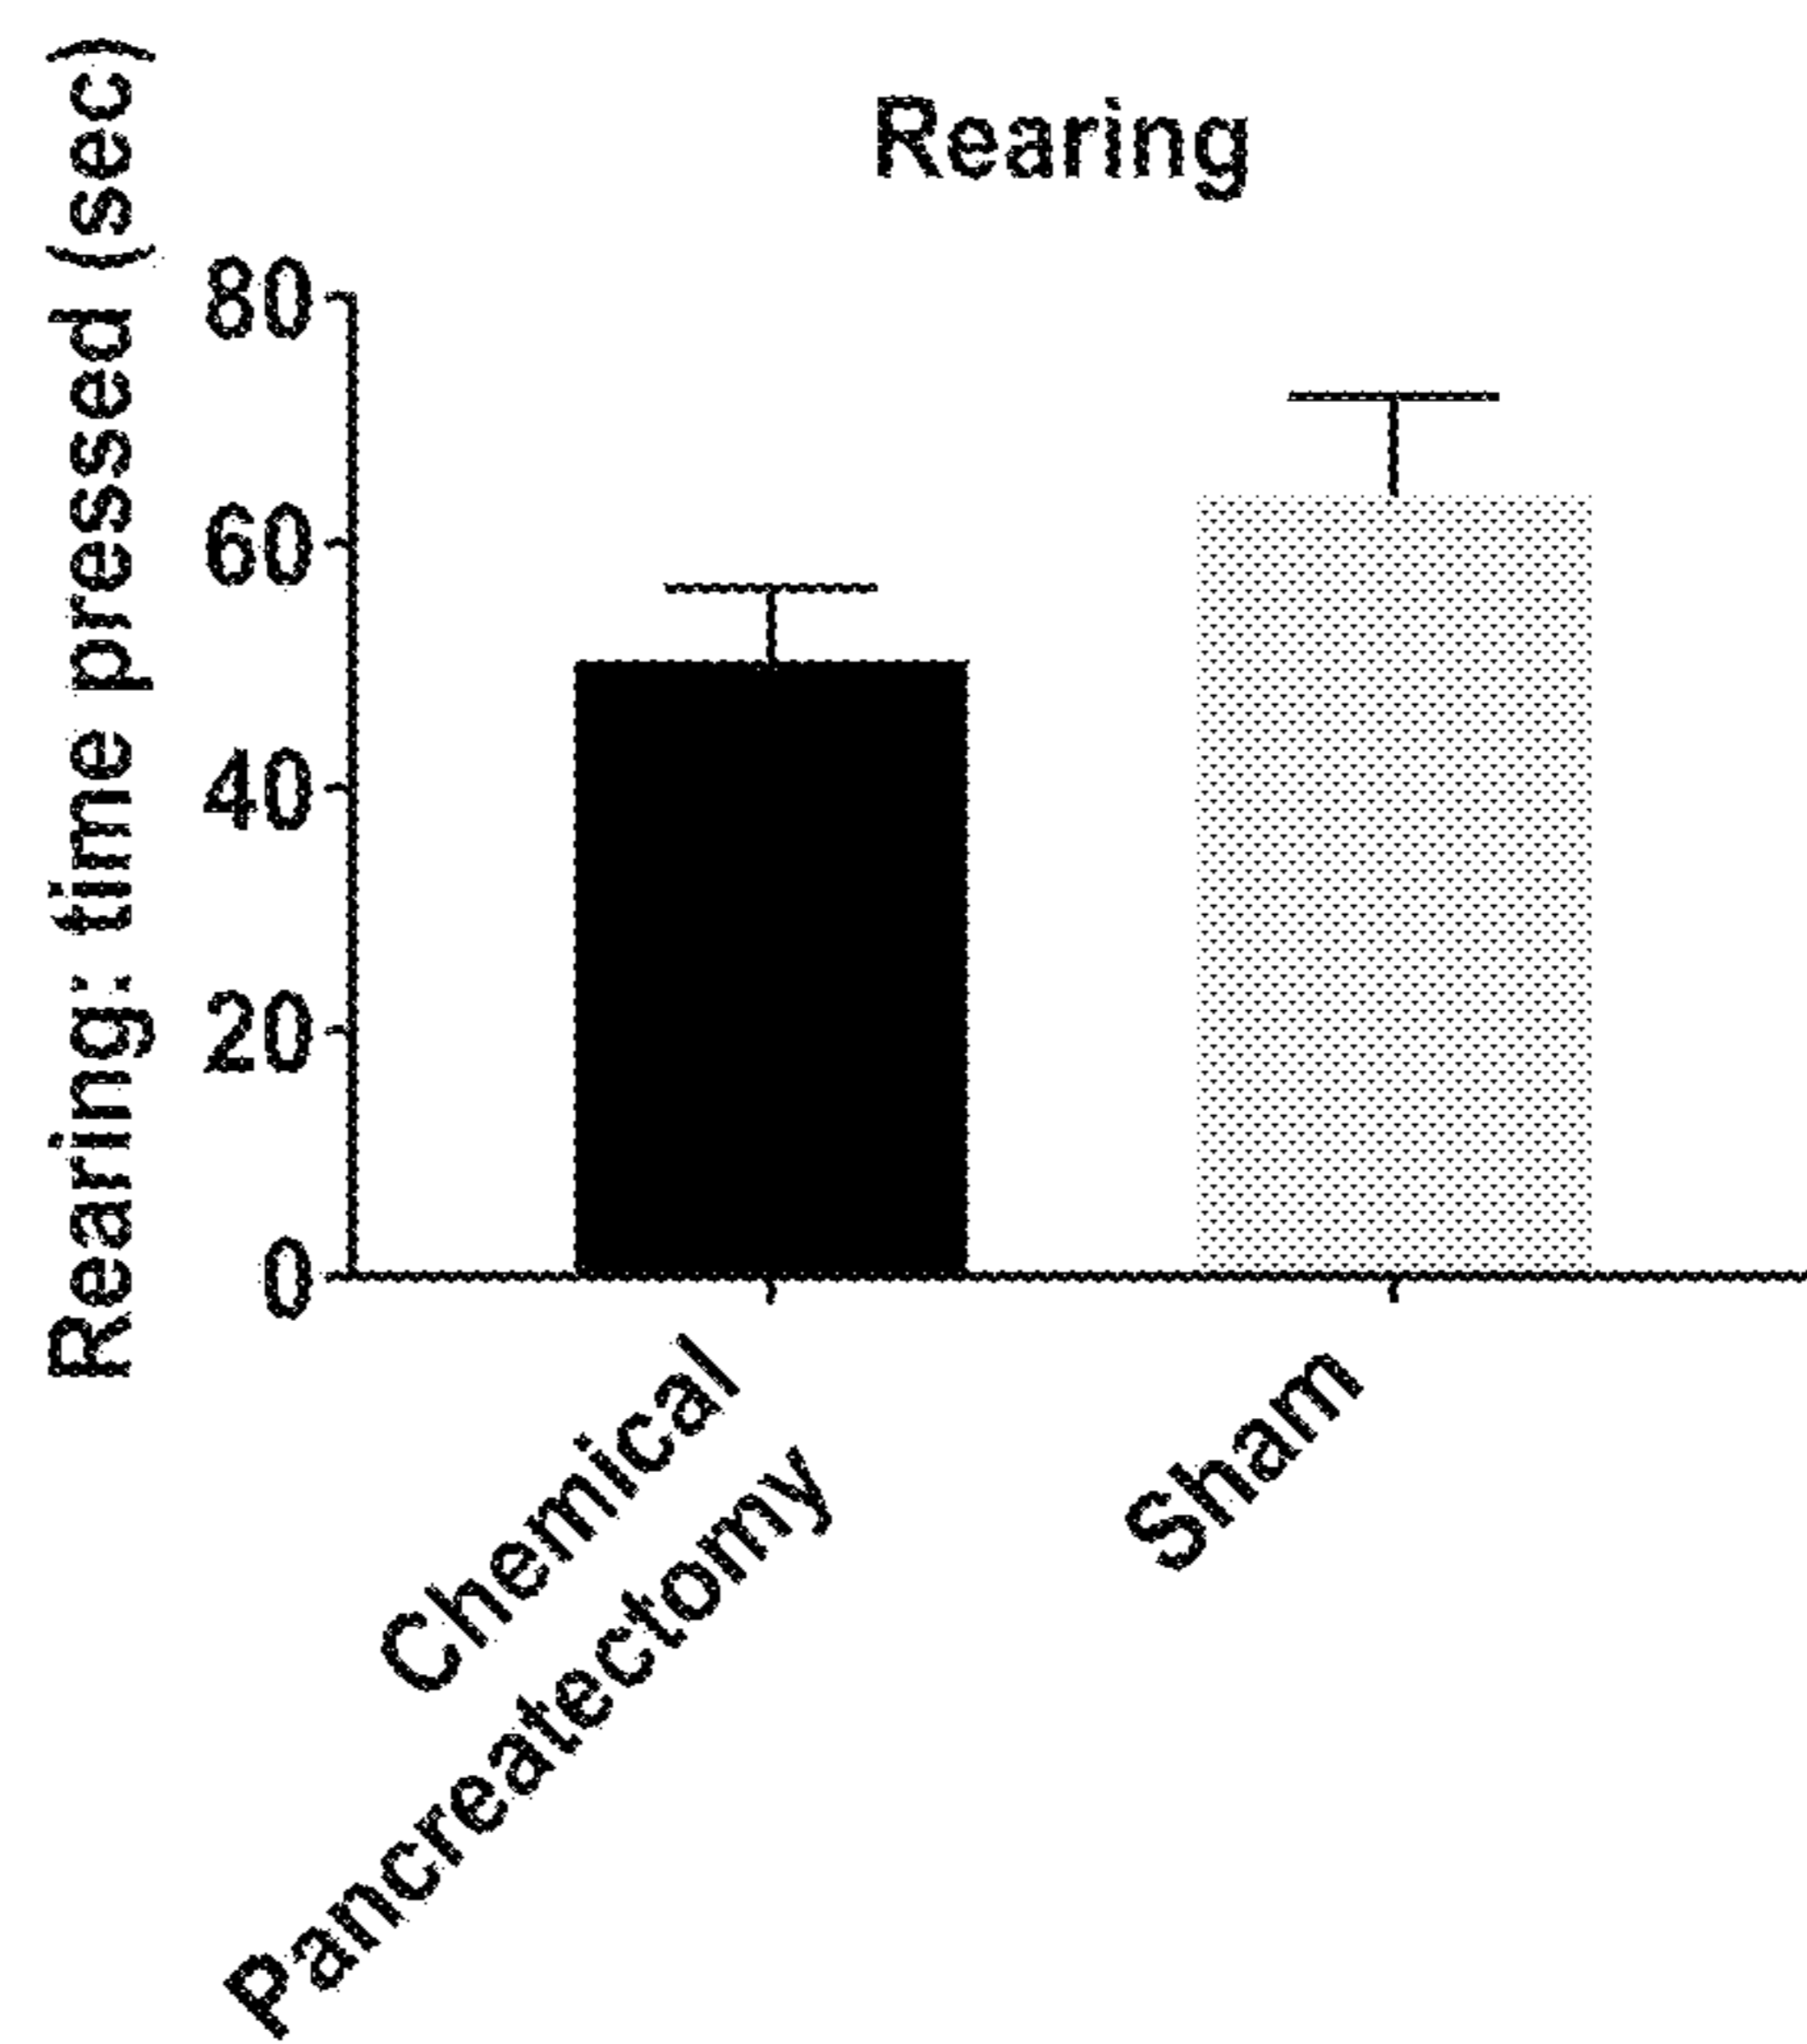 Rearing
Rearing: time pressed (sec)
80
60
40
20
0
Chemical
Pancreatectomy
Sham